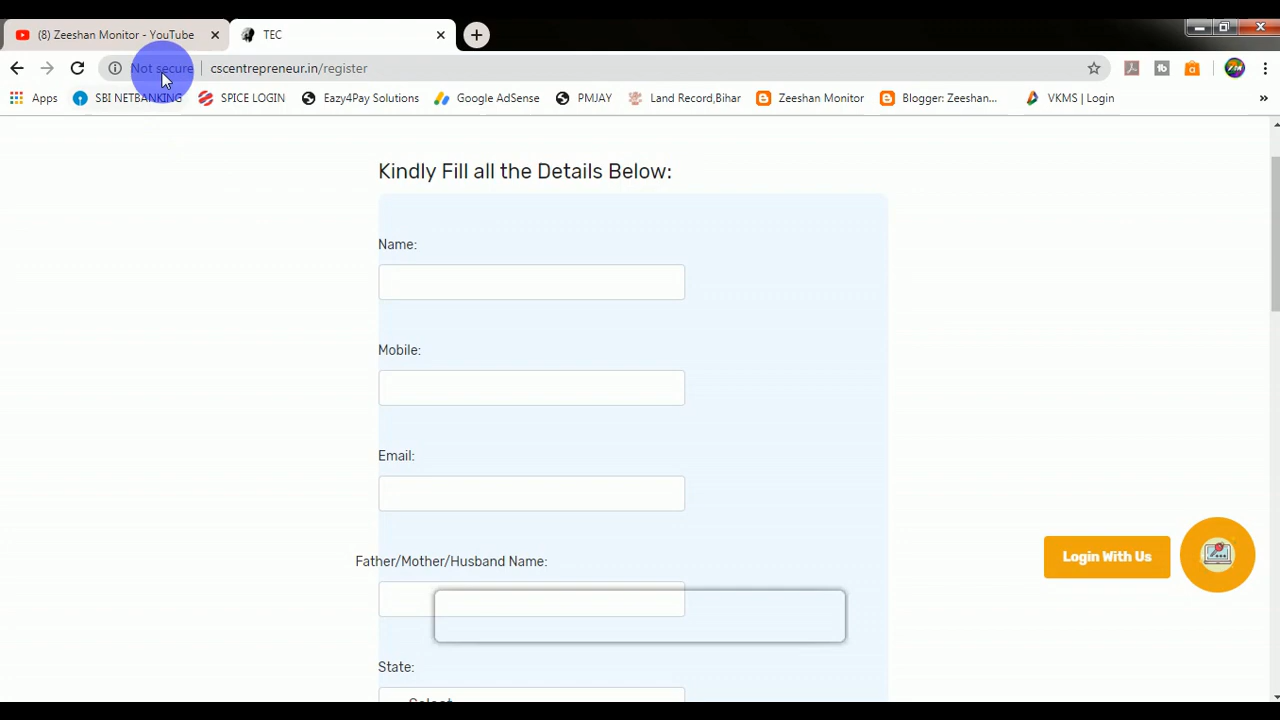 (8) Zeeshan Monitor - YouTube
TEC
Not secure
cscentrepreneur.in/register
Apps
SBI NETBANKING
SPICE LOGIN
Eazy4Pay Solutions
Google AdSense
PMJAY
Land Record,Bihar
Zeeshan Monitor
Blogger: Zeeshan...
VKMS | Login
Kindly Fill all the Details Below:
Name:
Mobile:
Email:
Father/Mother/Husband Name:
Login With Us
State:
Select